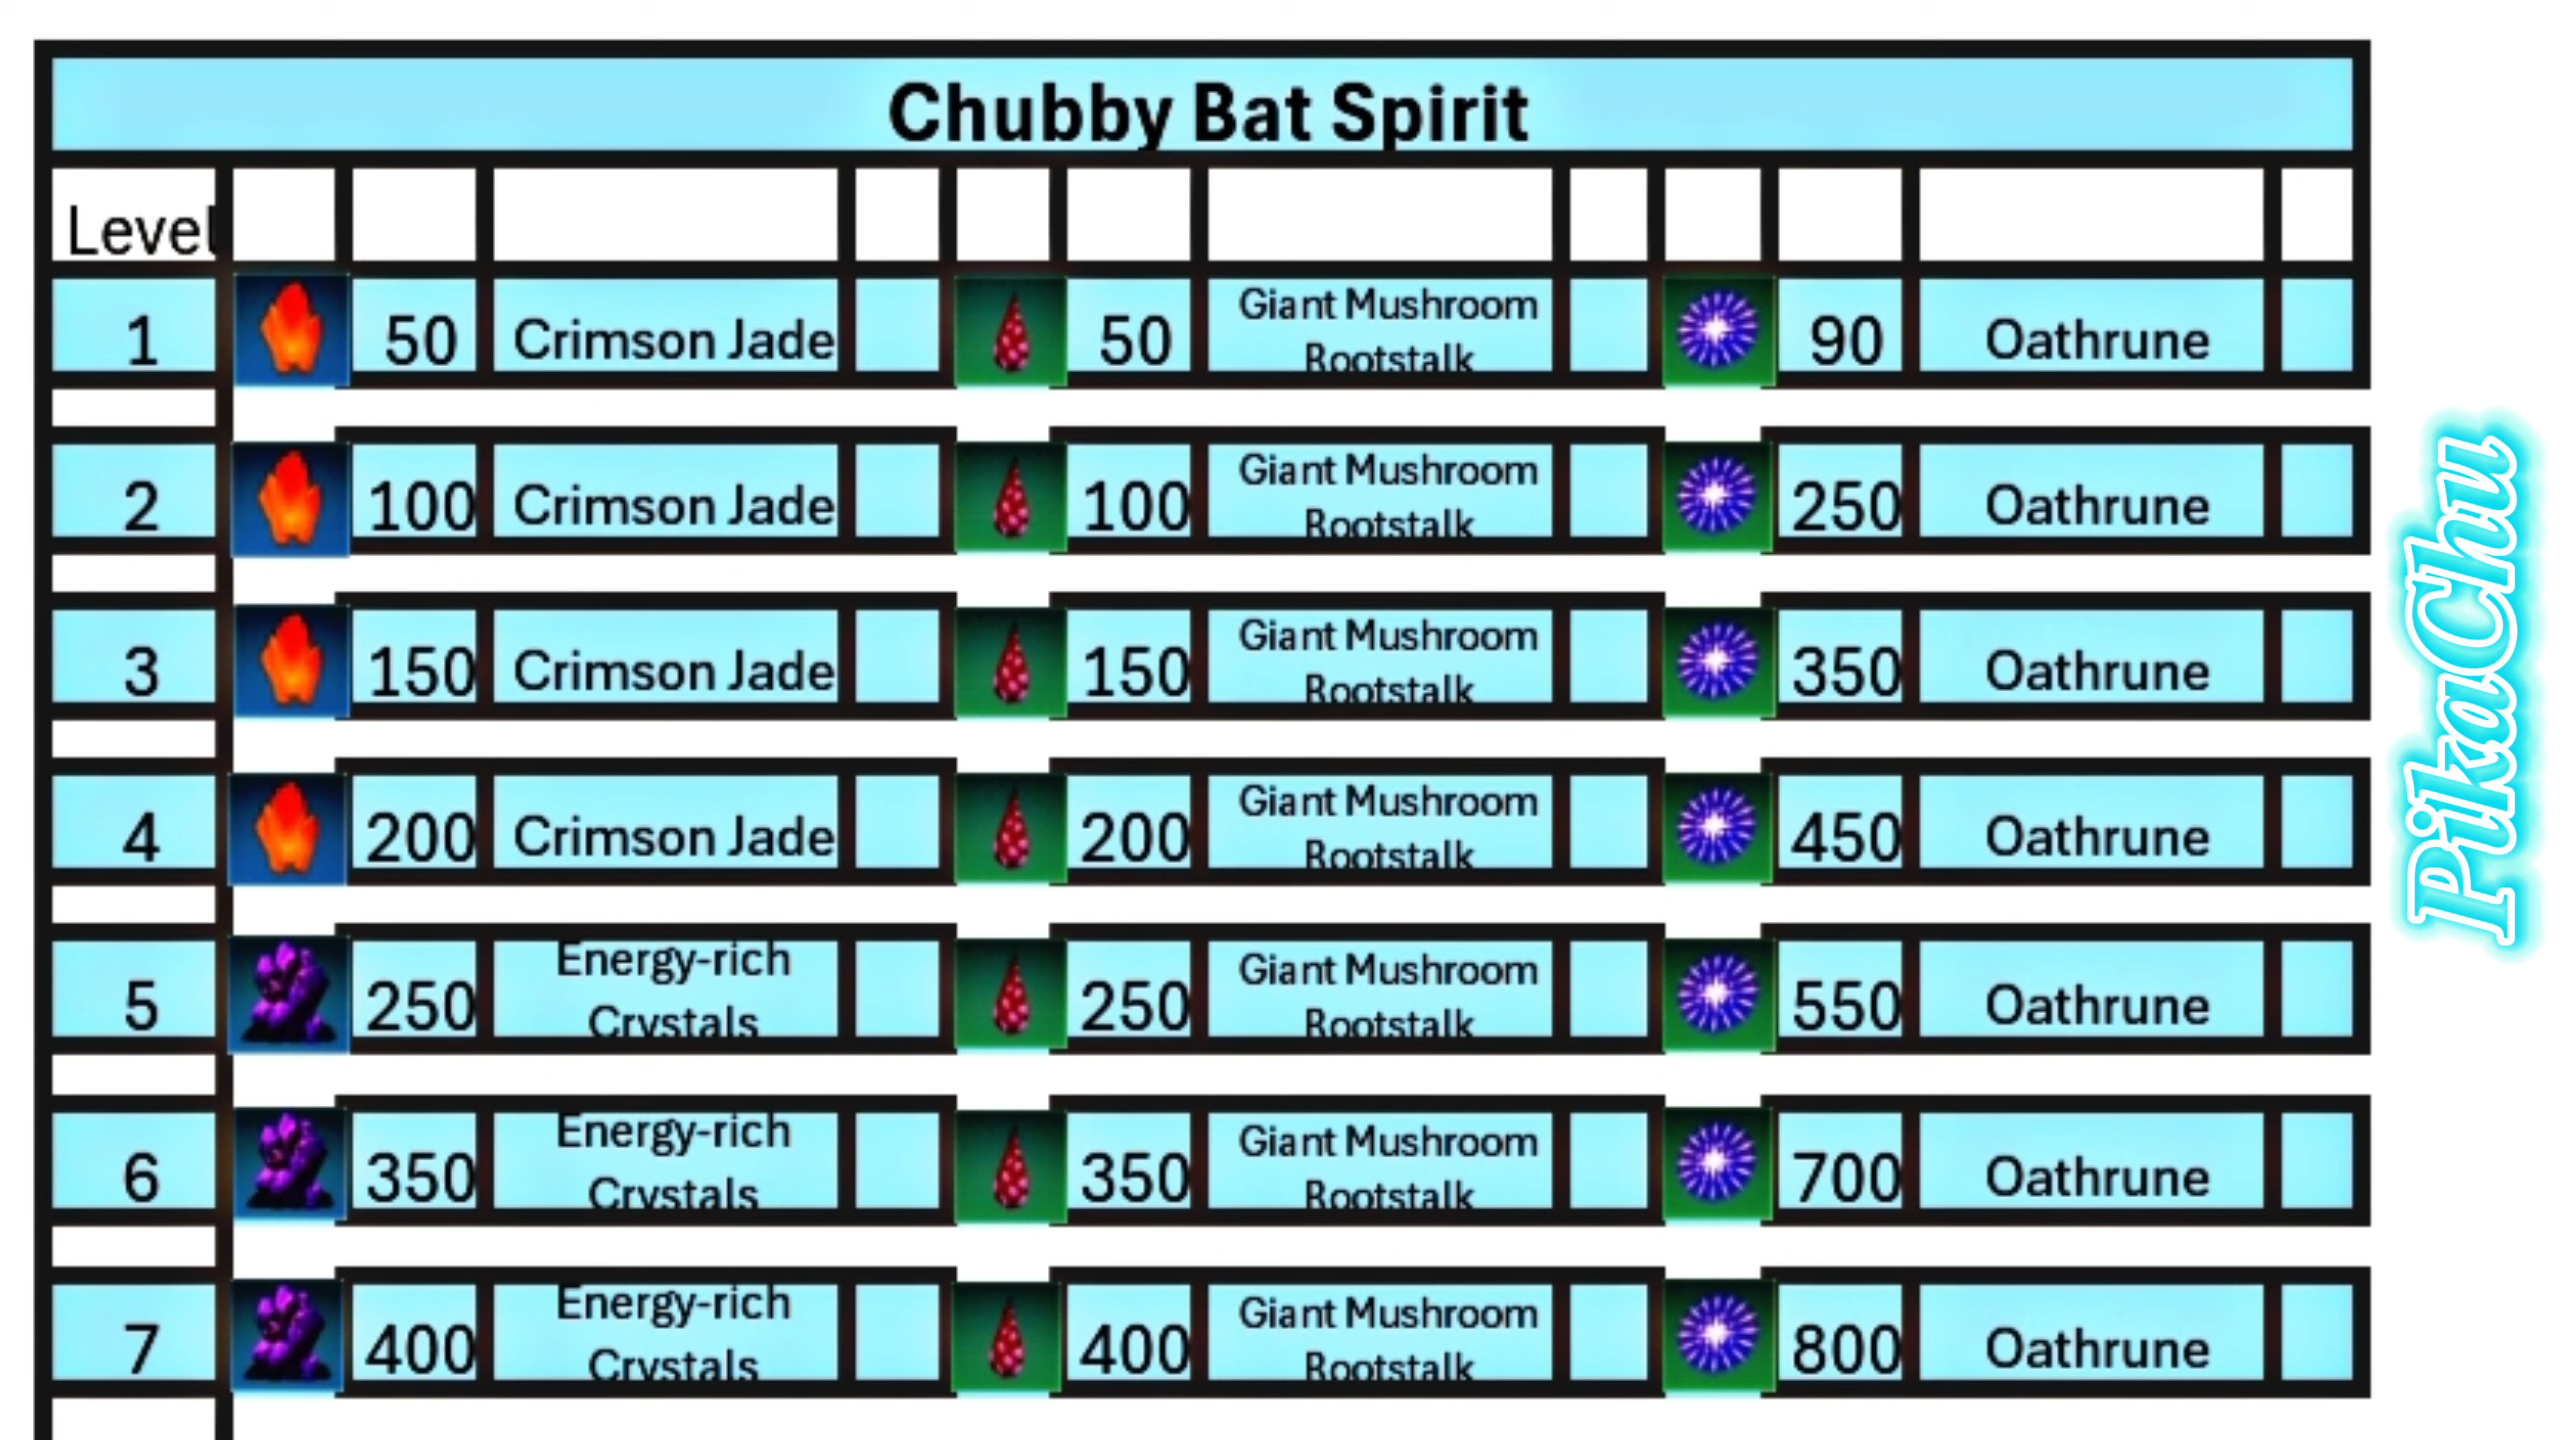 Chubby Bat Spirit
Level
1 50 Crimson Jade 50 Giant Mushroom Rootstalk 90 Oathrune
2 100 Crimson Jade 100 Giant Mushroom Rootstalk 250 Oathrune
3 150 Crimson Jade 150 Giant Mushroom Rootstalk 350 Oathrune
4 200 Crimson Jade 200 Giant Mushroom Rootstalk 450 Oathrune
5 250 Energy-rich Crystals 250 Giant Mushroom Rootstalk 550 Oathrune
6 350 Energy-rich Crystals 350 Giant Mushroom Rootstalk 700 Oathrune
7 400 Energy-rich Crystals 400 Giant Mushroom Rootstalk 800 Oathrune
PikaChu